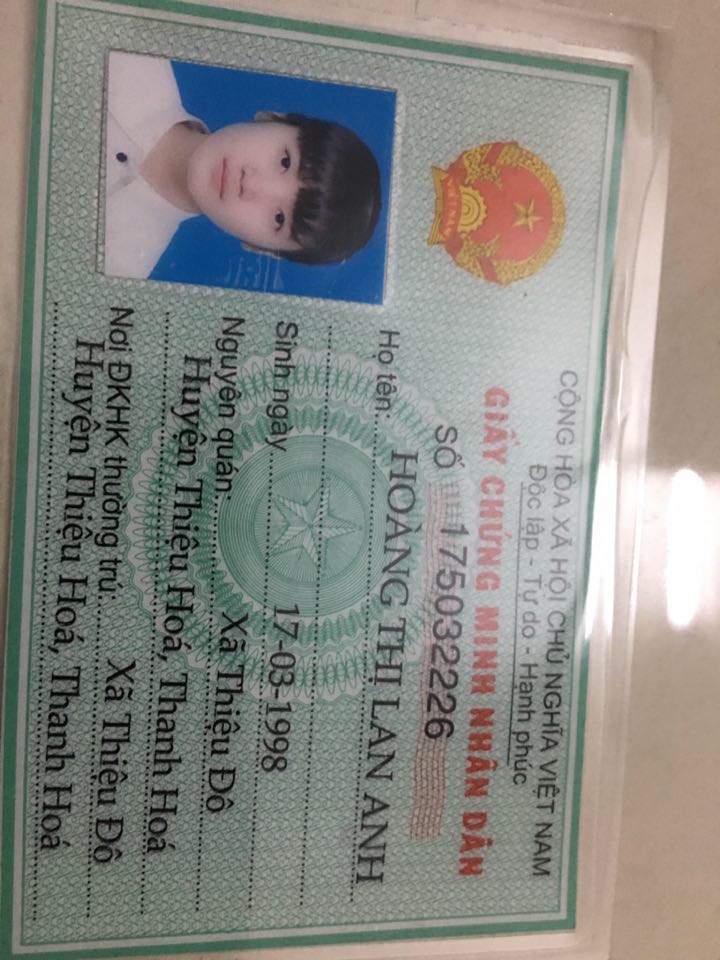 CỘNG HÒA XÃ HỘI CHỦ NGHĨA VIỆT NAM
Độc lập - Tự do - Hạnh phúc
GIẤY CHỨNG MINH NHÂN DÂN
SỐ 175032226
VIỆT NAM
Họ tên: HOÀNG THỊ LAN ANH
Sinh ngày 17-03-1998
Nguyên quán: Xã Thiệu Đô
Huyện Thiệu Hoá, Thanh Hoá
Nơi ĐKHK thường trú: Xã Thiệu Đô
Huyện Thiệu Hoá, Thanh Hoá